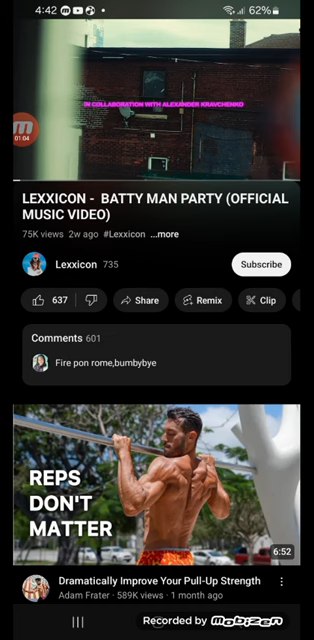 4:42
62%
IN COLLABORATION WITH ALEXANDER KRAVCHENKO
01:04
LEXXICON - BATTY MAN PARTY (OFFICIAL
MUSIC VIDEO)
75K views 2w ago #Lexxicon ...more
Lexxicon 735
Subscribe
637
Share
Remix
Clip
Comments 601
Fire pon rome,bumbybye
REPS
DON'T
MATTER
6:52
Dramatically Improve Your Pull-Up Strength
Adam Frater · 589K views · 1 month ago
Recorded by mobizen